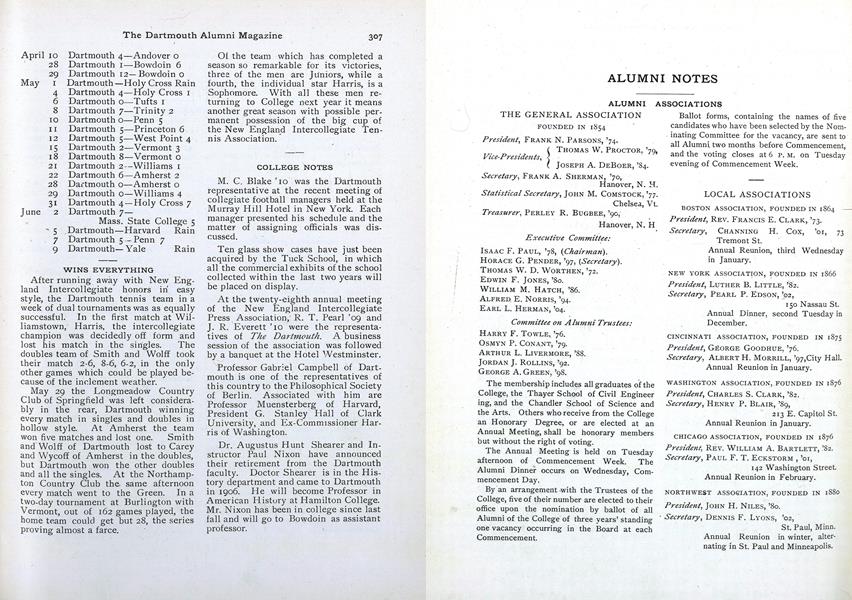 The Dartmouth Alumni Magazine 307
April 10 Dartmouth 4—Andover 0
28 Dartmouth 1—Bowdoin 6
29 Dartmouth 12—Bowdoin 0
May 1 Dartmouth—Holy Cross Rain
4 Dartmouth 4—Holy Cross 1
6 Dartmouth 0—Tufts 1
8 Dartmouth 7—Trinity 2
10 Dartmouth 0—Penn 5
11 Dartmouth 5—Princeton 6
12 Dartmouth 5—West Point 4
15 Dartmouth 2—Vermont 3
18 Dartmouth 8—Vermont 0
21 Dartmouth 2—Williams 1
22 Dartmouth 6—Amherst 2
28 Dartmouth 0—Amherst 0
29 Dartmouth 0—Williams 4
31 Dartmouth 4—Holy Cross 7
June 2 Dartmouth 7—
Mass. State College 5
5 Dartmouth—Harvard Rain
7 Dartmouth 5—Penn 7
9 Dartmouth—Yale Rain
WINS EVERYTHING
After running away with New Eng-
land Intercollegiate honors in easy
style, the Dartmouth tennis team in a
week of dual tournaments was as equally
successful. In the first match at Wil-
liamstown, Harris, the intercollegiate
champion was decidedly off form and
lost his match in the singles. The
doubles team of Smith and Wolff took
their match 2-6, 8-6, 6-2, in the only
other games which could be played be-
cause of the inclement weather.
May 29 the Longmeadow Country
Club of Springfield was left considera-
bly in the rear, Dartmouth winning
every match in singles and doubles in
hollow style. At Amherst the team
won five matches and lost one. Smith
and Wolff of Dartmouth lost to Carey
and Wycoff of Amherst in the doubles,
but Dartmouth won the other doubles
and all the singles. At the Northamp-
ton Country Club the same afternoon
every match went to the Green. In a
two-day tournament at Burlington with
Vermont, out of 162 games played, the
home team could get but 28, the series
proving almost a farce.
Of the team which has completed a
season so remarkable for its victories,
three of the men are Juniors, while a
fourth, the individual star Harris, is a
Sophomore. With all these men re-
turning to College next year it means
another great season with possible per-
manent possession of the big cup of
the New England Intercollegiate Ten-
nis Association.
COLLEGE NOTES
M. C. Blake '10 was the Dartmouth
representative at the recent meeting of
collegiate football managers held at the
Murray Hill Hotel in New York. Each
manager presented his schedule and the
matter of assigning officials was dis-
cussed.
Ten glass show cases have just been
acquired by the Tuck School, in which
all the commercial exhibits of the school
collected within the last two years will
be placed on display.
At the twenty-eighth annual meeting
of the New England Intercollegiate
Press Association, R. T. Pearl '09 and
J. R. Everett '10 were the representa-
tives of The Dartmouth. A business
session of the association was followed
by a banquet at the Hotel Westminster.
Professor Gabriel Campbell of Dart-
mouth is one of the representatives of
this country to the Philosophical Society
of Berlin. Associated with him are
Professor Muensterberg of Harvard,
President G. Stanley Hall of Clark
University, and Ex-Commissioner Har-
ris of Washington.
Dr. Augustus Hunt Shearer and In-
structor Paul Nixon have announced
their retirement from the Dartmouth
faculty. Doctor Shearer is in the His-
tory department and came to Dartmouth
in 1906. He will become Professor in
American History at Hamilton College.
Mr. Nixon has been in college since last
fall and will go to Bowdoin as assistant
professor.
ALUMNI NOTES
ALUMNI ASSOCIATIONS
THE GENERAL ASSOCIATION
FOUNDED IN 1854
President, FRANK N. PARSONS, '74.
Vice-Presidents, { THOMAS W. PROCTOR, '79,
JOSEPH A. DEBOER, '84.
Secretary, FRANK A. SHERMAN, '70,
Hanover, N. H.
Statistical Secretary, JOHN M. COMSTOCK, '77.
Chelsea, Vt.
Treasurer, PERLEY R. BUGBEE, '90,
Hanover, N. H
Executive Committee:
ISAAC F. PAUL, '78, (Chairman).
HORACE G. PENDER, '97, (Secretary).
THOMAS W. D. WORTHEN, '72.
EDWIN F. JONES, '80.
WILLIAM M. HATCH, '86.
ALFRED E. NORRIS, '94.
EARL L. HERMAN, '04.
Committee on Alumni Trustees:
HARRY F. TOWLE, '76.
OSMYN P. CONANT, '79.
ARTHUR L. LIVERMORE, '88.
JORDAN J. ROLLINS, '92.
GEORGE A. GREEN, '98.
The membership includes all graduates of the
College, the Thayer School of Civil Engineer
ing, and the Chandler School of Science and
the Arts. Others who receive from the College
an Honorary Degree, or are elected at an
Annual Meeting, shall be honorary members
but without the right of voting.
The Annual Meeting is held on Tuesday
afternoon of Commencement Week. The
Alumni Dinner occurs on Wednesday, Com-
mencement Day.
By an arrangement with the Trustees of the
College, five of their number are elected to their
office upon the nomination by ballot of all
Alumni of the College of three years' standing
one vacancy occurring in the Board at each
Commencement.
Ballot forms, containing the names of five
candidates who have been selected by the Nom-
inating Committee for the vacancy, are sent to
all Alumni two months before Commencement,
and the voting closes at 6 P. M. on Tuesday
evening of Commencement Week.
LOCAL ASSOCIATIONS
BOSTON ASSOCIATION, FOUNDED IN 1864
President, REV. FRANCIS E. CLARK, '73.
Secretary, CHANNING H. COX, '01, 73
Tremont St.
Annual Reunion, third Wednesday
in January.
NEW YORK ASSOCIATION, FOUNDED IN 1866
President, LUTHER B. LITTLE, '82.
Secretary, PEARL P. EDSON, '02,
150 Nassau St.
Annual Dinner, second Tuesday in
December.
CINCINNATI ASSOCIATION, FOUNDED IN 1875
President, GEORGE GOODHUE, '76.
Secretary, ALBERT H. MORRILL, '97,City Hall.
Annual Reunion in January.
WASHINGTON ASSOCIATION, FOUNDED IN 1876
President, CHARLES S. CLARK, '82.
Secretary, HENRY P. BLAIR, '89,
213 E. Capitol St.
Annual Reunion in January.
CHICAGO ASSOCIATION, FOUNDED IN 1876
President, REV. WILLIAM A. BARTLETT, '82.
Secretary, PAUL F. T. ECKSTORM, '01,
142 Washington Street.
Annual Reunion in February.
NORTHWEST ASSOCIATION, FOUNDED IN 1880
President, JOHN H. NILES, '80.
Secretary, DENNIS F. LYONS, '02,
St. Paul, Minn.
Annual Reunion in winter, alter-
nating in St. Paul and Minneapolis.